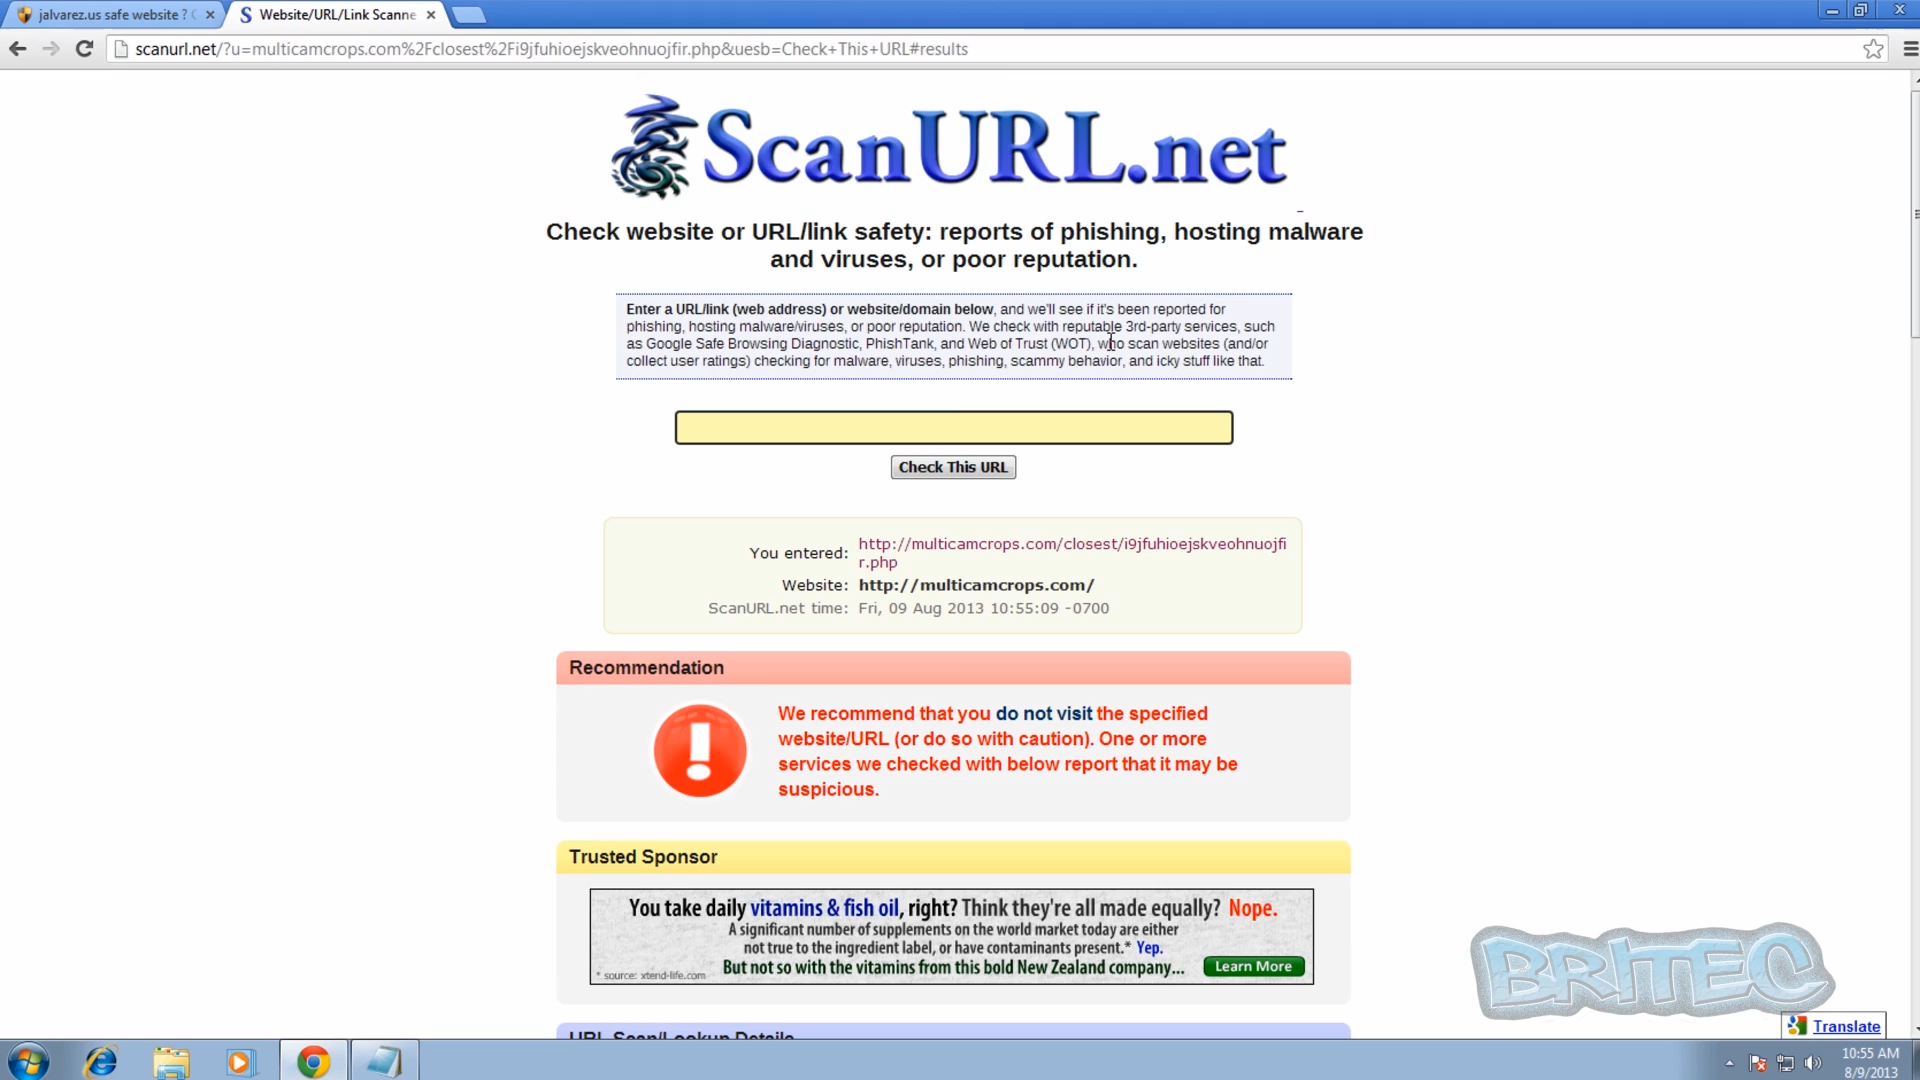 jalvarez.us safe website ?
Website/URL/Link Scanne
scanurl.net/?u=multicamcrops.com%2Fclosest%2Fi9jfuhioejskveohnuojfir.php&uesb=Check+This+URL#results
ScanURL.net
Check website or URL/link safety: reports of phishing, hosting malware
and viruses, or poor reputation.
Enter a URL/link (web address) or website/domain below, and we'll see if it's been reported for
phishing, hosting malware/viruses, or poor reputation. We check with reputable 3rd-party services, such
as Google Safe Browsing Diagnostic, PhishTank, and Web of Trust (WOT), who scan websites (and/or
collect user ratings) checking for malware, viruses, phishing, scammy behavior, and icky stuff like that.
Check This URL
You entered: http://multicamcrops.com/closest/i9jfuhioejskveohnuojfi
r.php
Website: http://multicamcrops.com/
ScanURL.net time: Fri, 09 Aug 2013 10:55:09 -0700
Recommendation
We recommend that you do not visit the specified
website/URL (or do so with caution). One or more
services we checked with below report that it may be
suspicious.
Trusted Sponsor
You take daily vitamins & fish oil, right? Think they're all made equally? Nope.
A significant number of supplements on the world market today are either
not true to the ingredient label, or have contaminants present.* Yep.
* source: xtend-life.com But not so with the vitamins from this bold New Zealand company... Learn More
BRITEC
Translate
URL Scan/Lookup Details
10:55 AM
8/9/2013